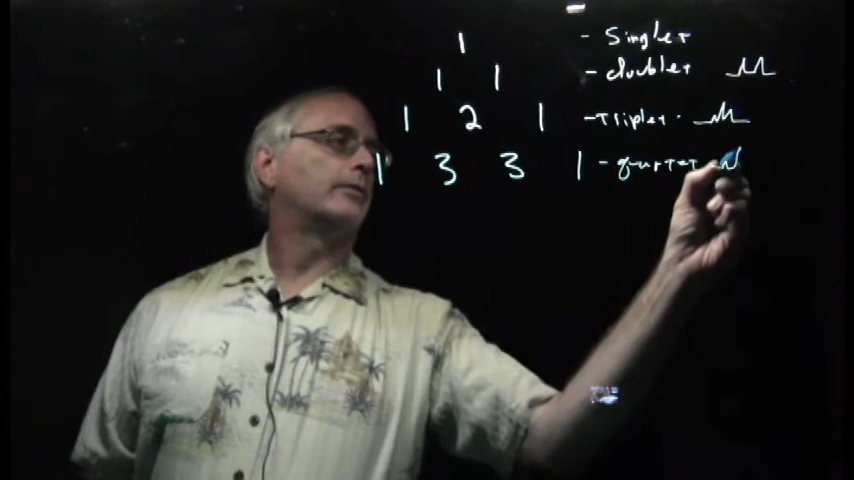 1 - Singlet
1 1 - doublet
1 2 1 - Triplet
1 3 3 1 - quartet